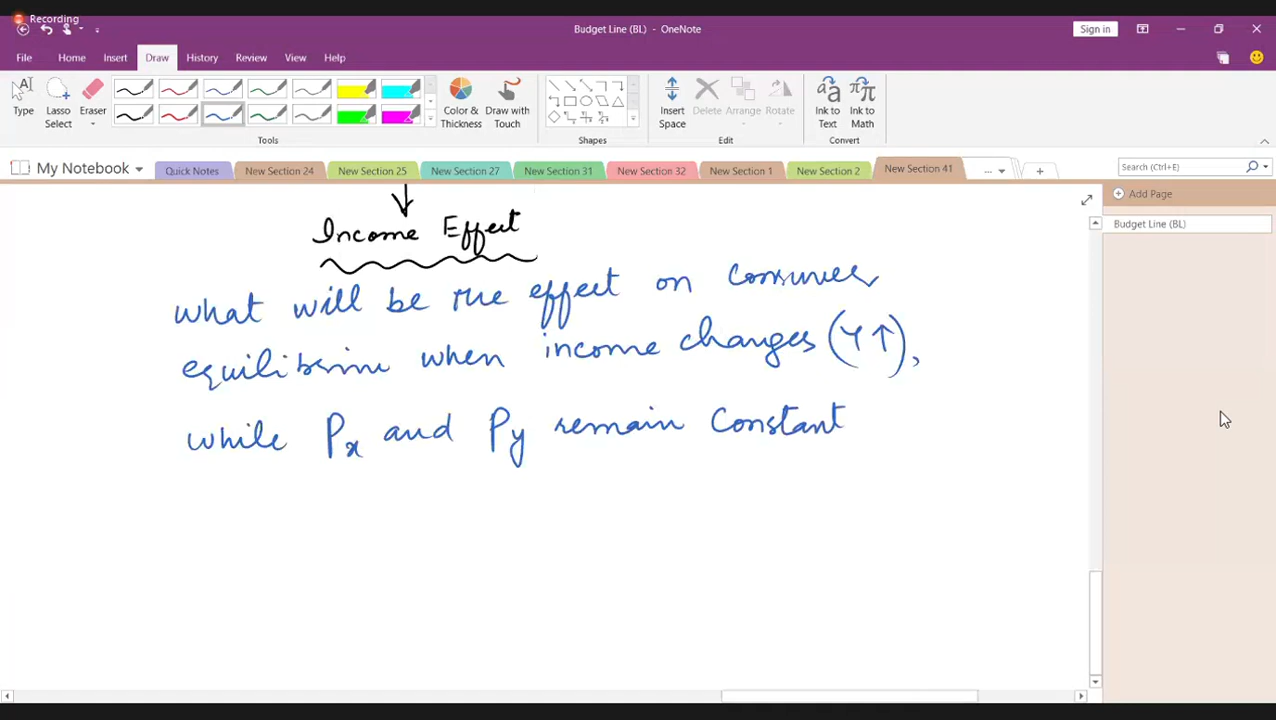 Recording
Budget Line (BL) - OneNote
Sign in
File Home Insert Draw History Review View Help
Type
Lasso Select
Eraser
Color & Thickness
Draw with Touch
Insert Space
Delete
Arrange
Rotate
Ink to Text
Ink to Math
Tools
Shapes
Edit
Convert
My Notebook
Quick Notes
New Section 24
New Section 25
New Section 27
New Section 31
New Section 32
New Section 1
New Section 2
New Section 41
...
Search (Ctrl+E)
Add Page
Budget Line (BL)
Income Effect
what will be the effect on consumer
equilibrium when income changes (Y↑),
while Px and Py remain Constant